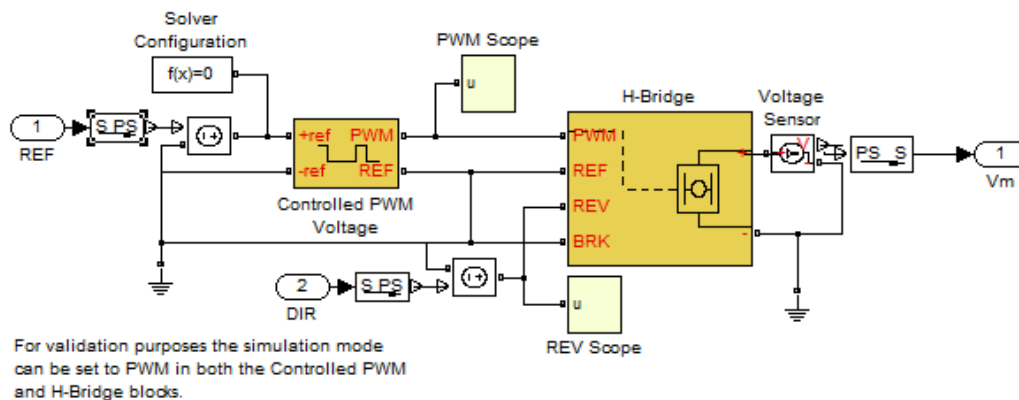 Solver
Configuration
f(x)=0
PWM Scope
u
H-Bridge
Voltage
Sensor
1
REF
S PS
+ref PWM
-ref REF
Controlled PWM
Voltage
PWM
REF
REV
BRK
+
-
+ V
PS S
1
Vm
2
DIR
S PS
u
REV Scope
For validation purposes the simulation mode
can be set to PWM in both the Controlled PWM
and H-Bridge blocks.